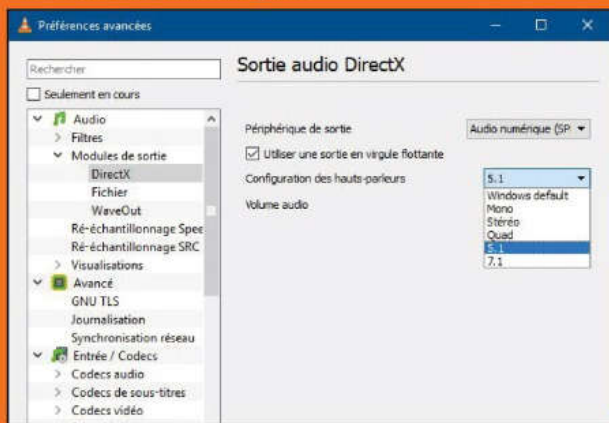 Préférences avancées
Rechercher
Seulement en cours
Audio
Filtres
Modules de sortie
DirectX
Fichier
WaveOut
Ré-échantillonnage Spee
Ré-échantillonnage SRC
Visualisations
Avancé
GNU TLS
Journalisation
Synchronisation réseau
Entrée / Codecs
Codecs audio
Codecs de sous-titres
Codecs vidéo
Sortie audio DirectX
Périphérique de sortie Audio numérique (SP
Utiliser une sortie en virgule flottante
Configuration des hauts-parleurs 5.1
Volume audio
Windows default
Mono
Stéréo
Quad
5.1
7.1